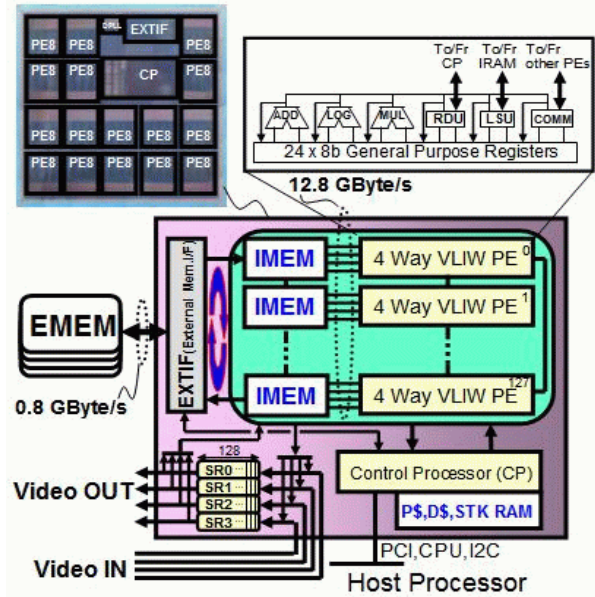 DPLL EXTIF
PE8 PE8 PE8
PE8 PE8 CP PE8
PE8 PE8 PE8 PE8 PE8
PE8 PE8 PE8 PE8 PE8
To/Fr CP
To/Fr IRAM
To/Fr other PEs
ADD LOG MUL RDU LSU COMM
24 x 8b General Purpose Registers
12.8 GByte/s
IMEM 4 Way VLIW PE 0
IMEM 4 Way VLIW PE 1
IMEM 4 Way VLIW PE 127
EXTIF(External Mem.I/F)
EMEM
0.8 GByte/s
128
SR0 ...
SR1 ...
SR2 ...
SR3 ...
Video OUT
Video IN
Control Processor (CP)
P$,D$,STK RAM
PCI,CPU,I2C
Host Processor